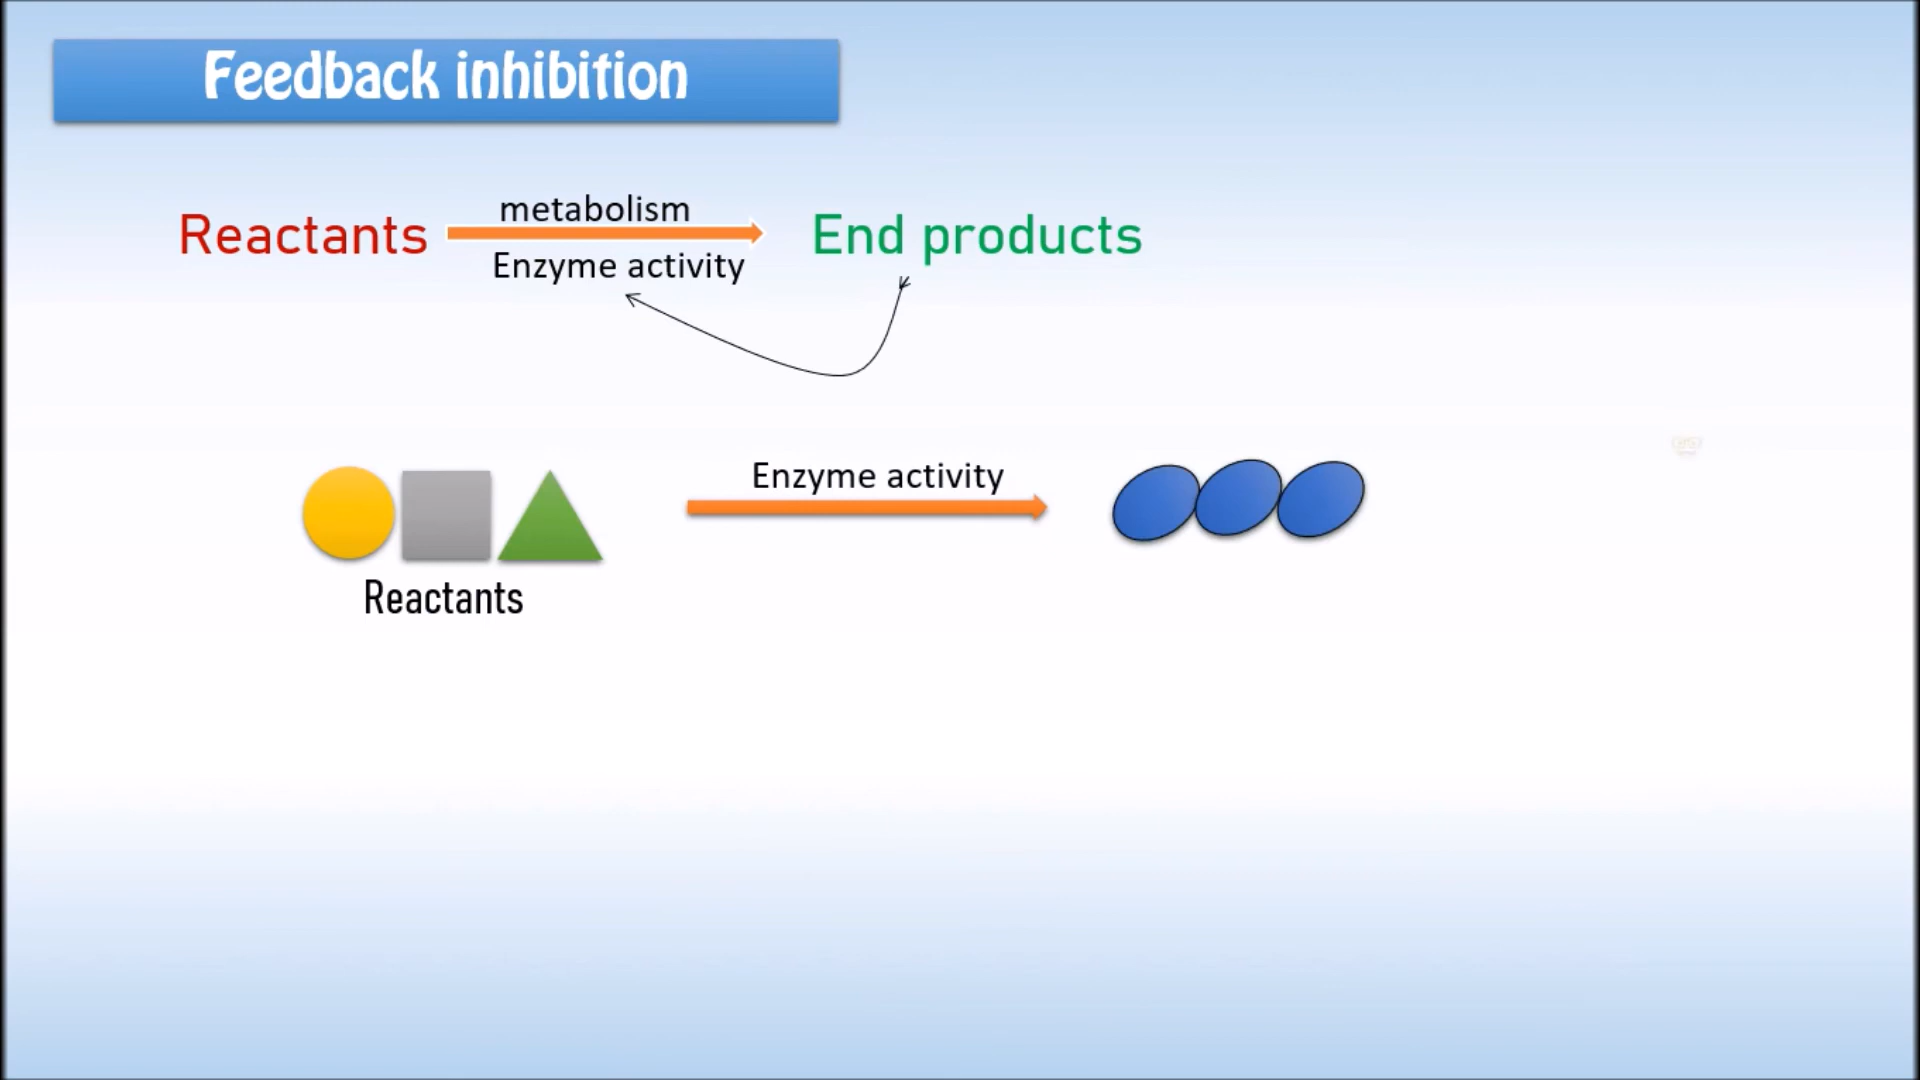 Feedback inhibition
metabolism
Reactants
End products
Enzyme activity
Enzyme activity
Reactants